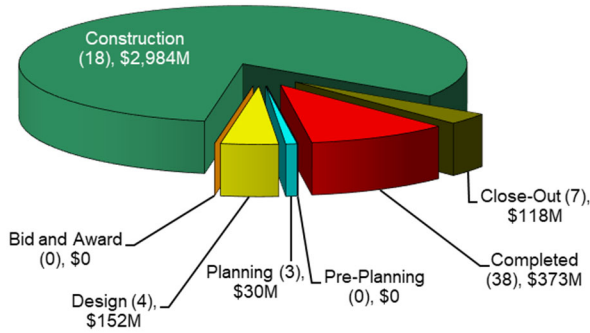 Construction
(18), $2,984M
Close-Out (7),
$118M
Completed
(38), $373M
Pre-Planning
(0), $0
Planning (3),
$30M
Design (4),
$152M
Bid and Award
(0), $0